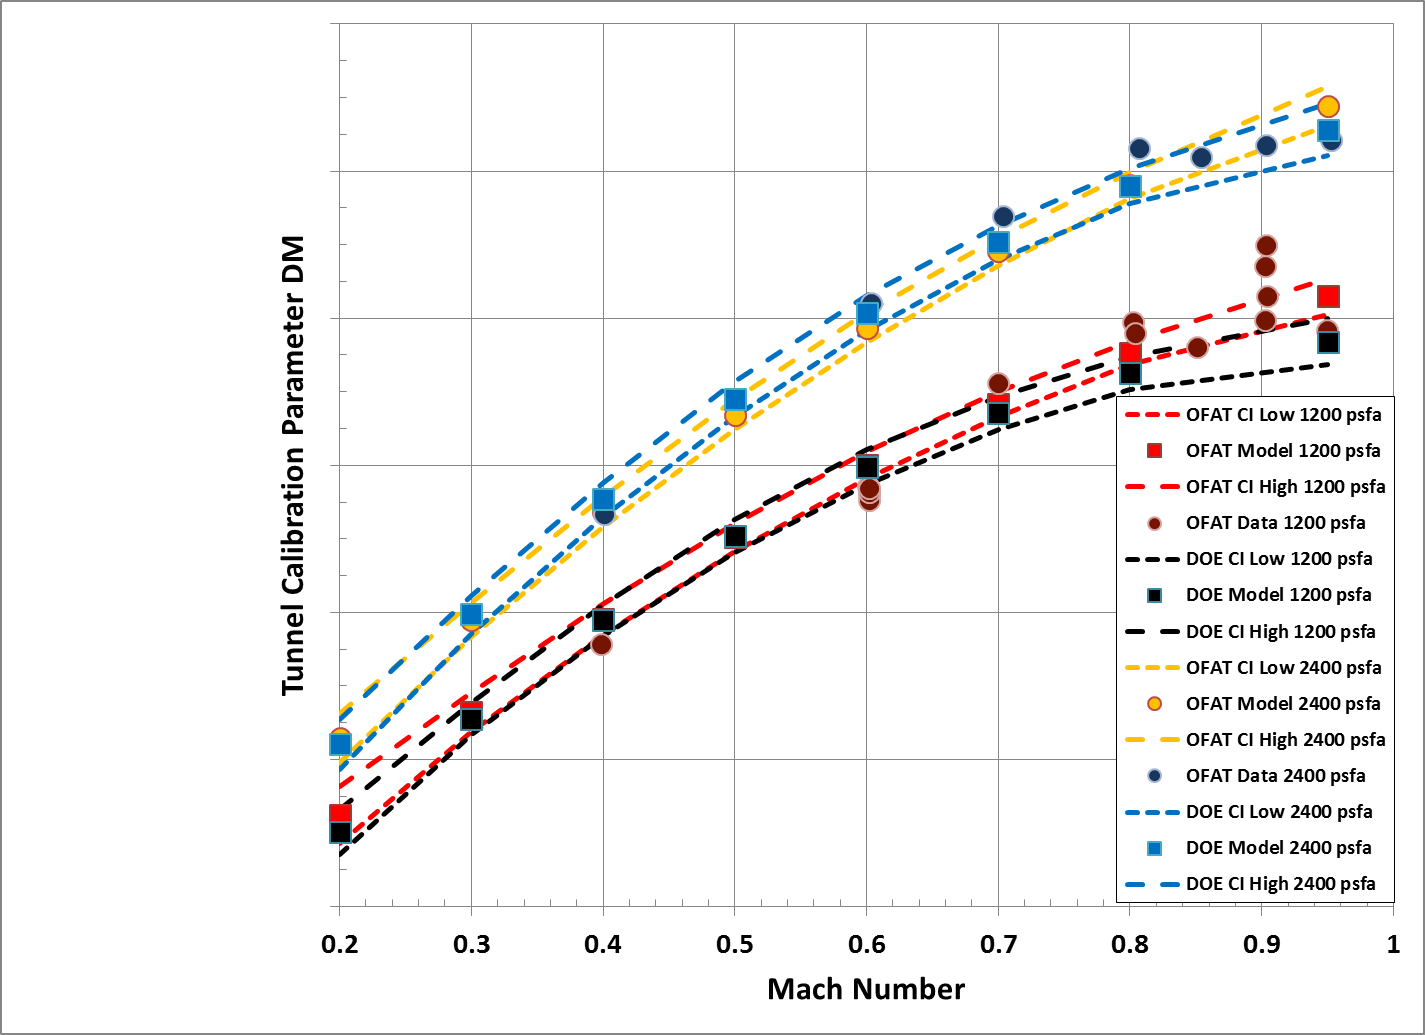 Tunnel Calibration Parameter DM
OFAT CI Low 1200 psfa
OFAT Model 1200 psfa
OFAT CI High 1200 psfa
OFAT Data 1200 psfa
DOE CI Low 1200 psfa
DOE Model 1200 psfa
DOE CI High 1200 psfa
OFAT CI Low 2400 psfa
OFAT Model 2400 psfa
OFAT CI High 2400 psfa
OFAT Data 2400 psfa
DOE CI Low 2400 psfa
DOE Model 2400 psfa
DOE CI High 2400 psfa
0.2 0.3 0.4 0.5 0.6 0.7 0.8 0.9 1
Mach Number